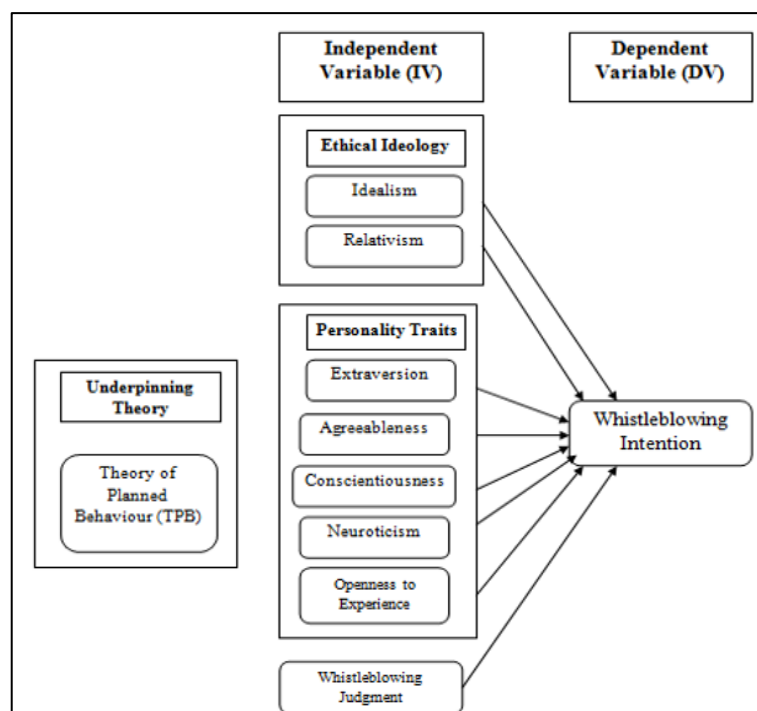 Independent
Variable (IV)
Dependent
Variable (DV)
Ethical Ideology
Idealism
Relativism
Personality Traits
Extraversion
Agreeableness
Conscientiousness
Neuroticism
Openness to
Experience
Whistleblowing
Judgment
Underpinning
Theory
Theory of
Planned
Behaviour (TPB)
Whistleblowing
Intention